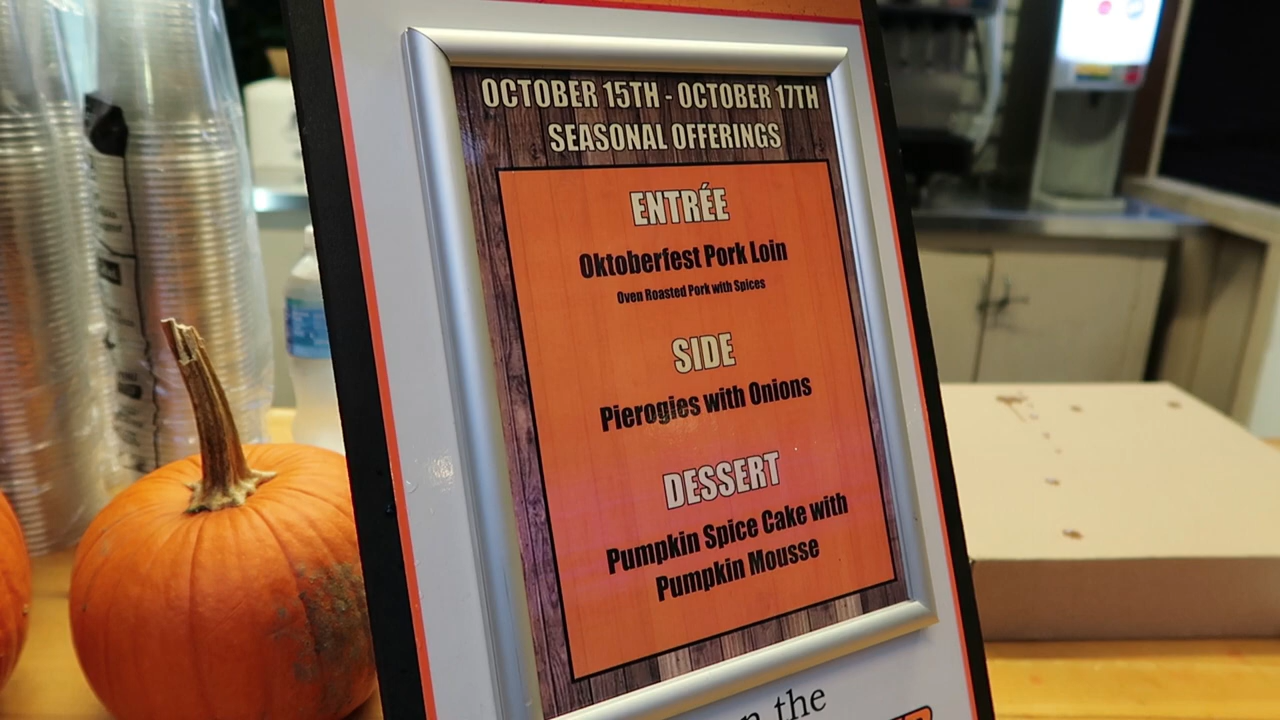 OCTOBER 15TH - OCTOBER 17TH
SEASONAL OFFERINGS
ENTRÉE
Oktoberfest Pork Loin
Oven Roasted Pork with Spices
SIDE
Pierogies with Onions
DESSERT
Pumpkin Spice Cake with
Pumpkin Mousse
the